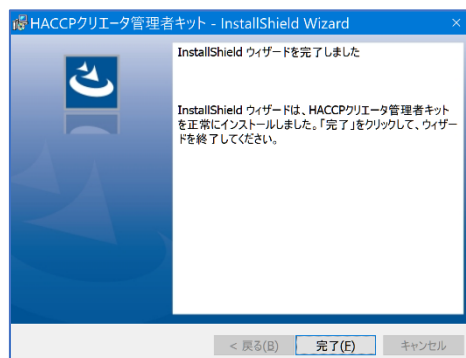 HACCPクリエータ管理者キット - InstallShield Wizard
InstallShield ウィザードを完了しました
InstallShield ウィザードは、HACCPクリエータ管理者キット
を正常にインストールしました。「完了」をクリックして、ウィザー
ドを終了してください。
< 戻る(B) 完了(F) キャンセル